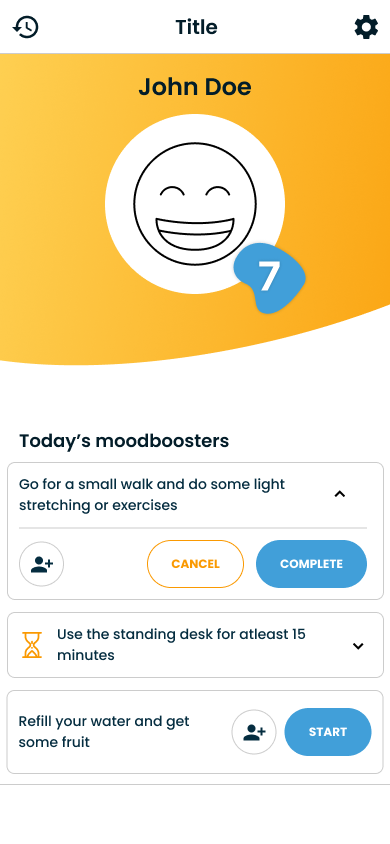 Title
John Doe
7
Today’s moodboosters
Go for a small walk and do some light
stretching or exercises
CANCEL
COMPLETE
Use the standing desk for atleast 15
minutes
Refill your water and get
some fruit
START